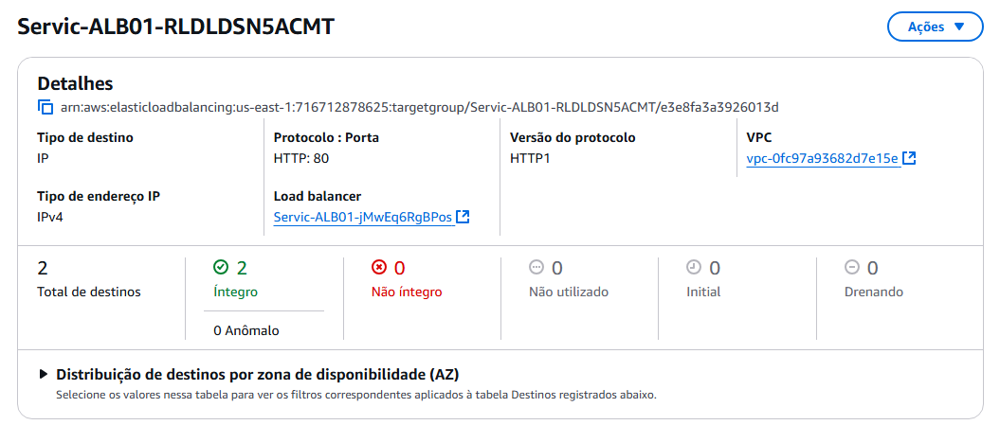 Servic-ALB01-RLDLDSN5ACMT
Ações
Detalhes
arn:aws:elasticloadbalancing:us-east-1:716712878625:targetgroup/Servic-ALB01-RLDLDSN5ACMT/e3e8fa3a3926013d
Tipo de destino
IP
Protocolo : Porta
HTTP: 80
Versão do protocolo
HTTP1
VPC
vpc-0fc97a93682d7e15e
Tipo de endereço IP
IPv4
Load balancer
Servic-ALB01-jMwEq6RgBPos
2
Total de destinos
2
Íntegro
0 Anômalo
0
Não íntegro
0
Não utilizado
0
Initial
0
Drenando
Distribuição de destinos por zona de disponibilidade (AZ)
Selecione os valores nessa tabela para ver os filtros correspondentes aplicados à tabela Destinos registrados abaixo.